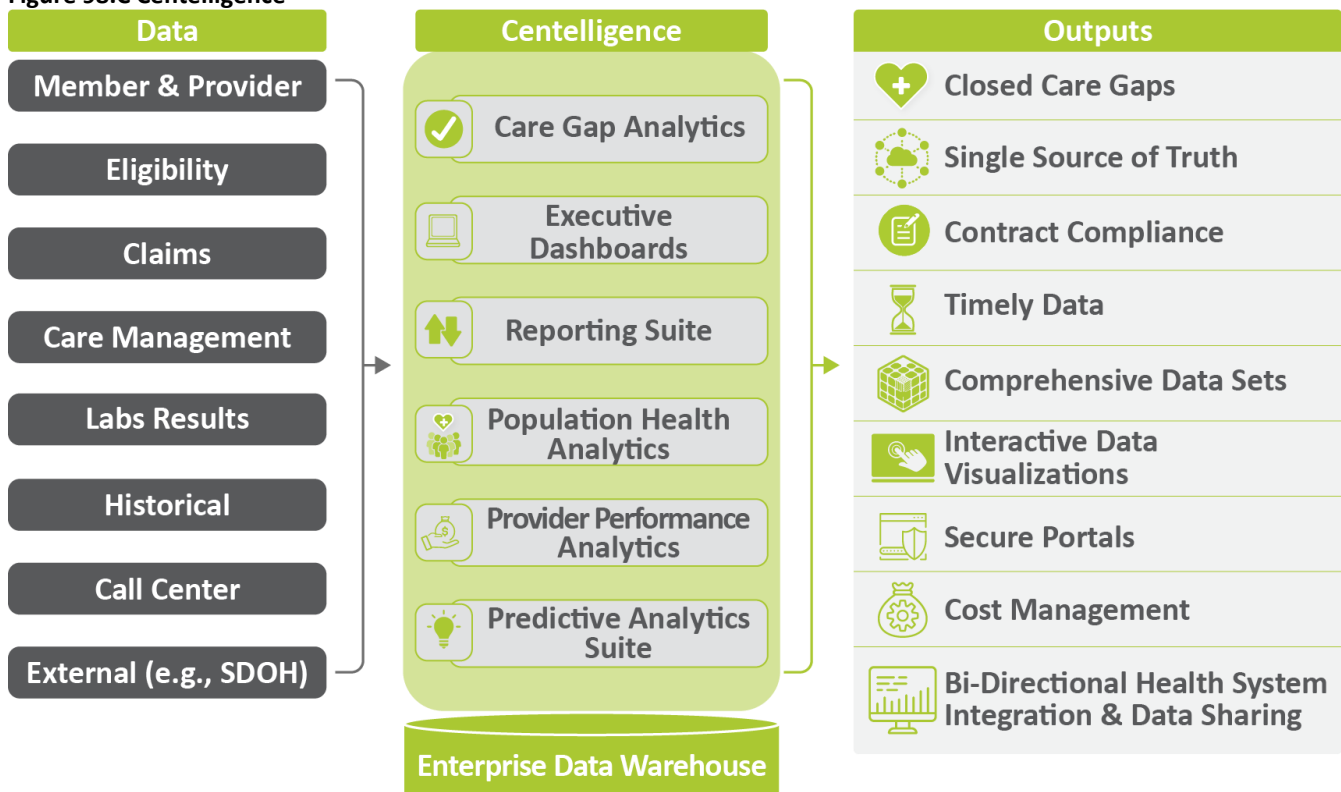 Figure 58.C Centelligence
Data
Member & Provider
Eligibility
Claims
Care Management
Labs Results
Historical
Call Center
External (e.g., SDOH)
Centelligence
Care Gap Analytics
Executive
Dashboards
Reporting Suite
Population Health
Analytics
Provider Performance
Analytics
Predictive Analytics
Suite
Enterprise Data Warehouse
Outputs
Closed Care Gaps
Single Source of Truth
Contract Compliance
Timely Data
Comprehensive Data Sets
Interactive Data
Visualizations
Secure Portals
Cost Management
Bi-Directional Health System
Integration & Data Sharing